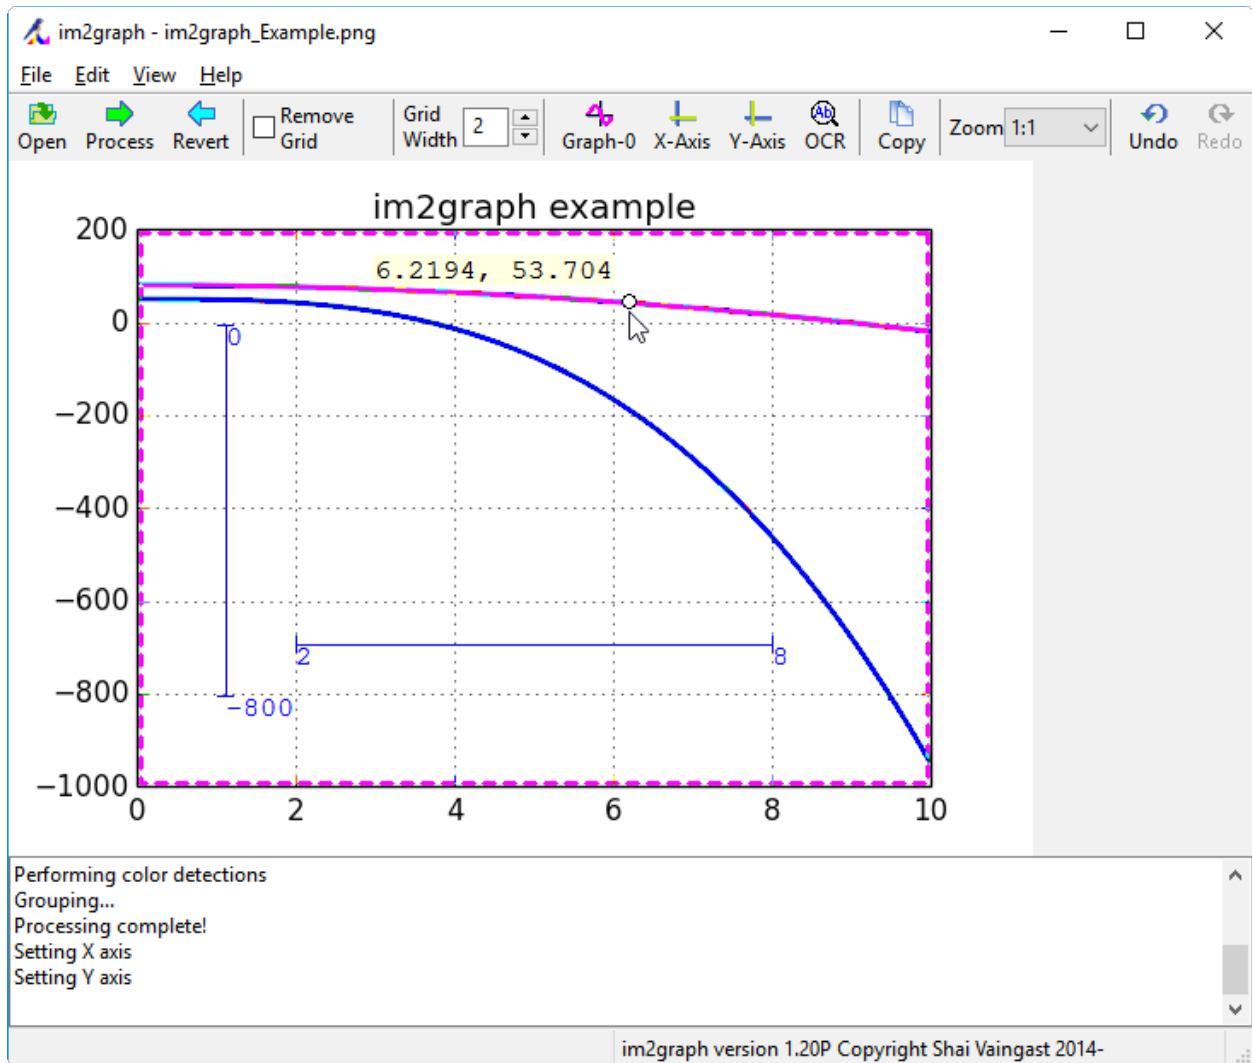 im2graph - im2graph_Example.png
File Edit View Help
Open Process Revert Remove Grid Grid Width 2 Graph-0 X-Axis Y-Axis OCR Copy Zoom 1:1 Undo Redo
im2graph example
200
6.2194, 53.704
0
0
−200
−400
−600
2 8
−800
-800
−1000
0 2 4 6 8 10
Performing color detections
Grouping...
Processing complete!
Setting X axis
Setting Y axis
im2graph version 1.20P Copyright Shai Vaingast 2014-